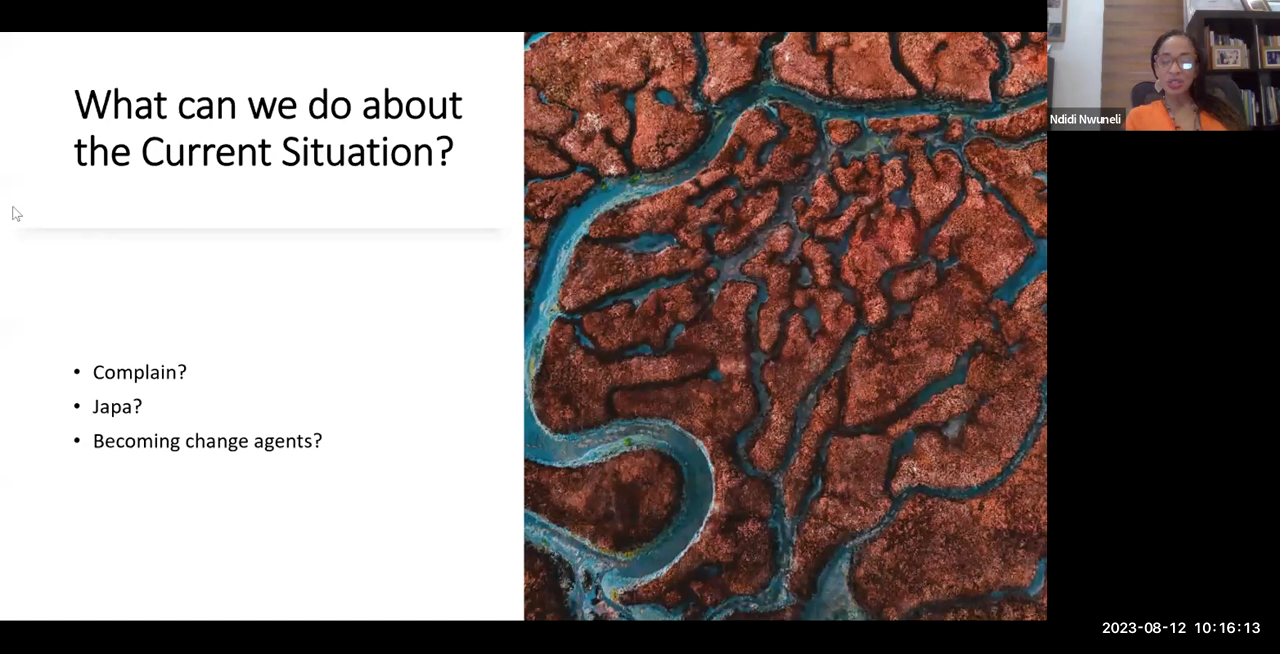 What can we do about
the Current Situation?
• Complain?
• Japa?
• Becoming change agents?
Ndidi Nwuneli
2023-08-12 10:16:13